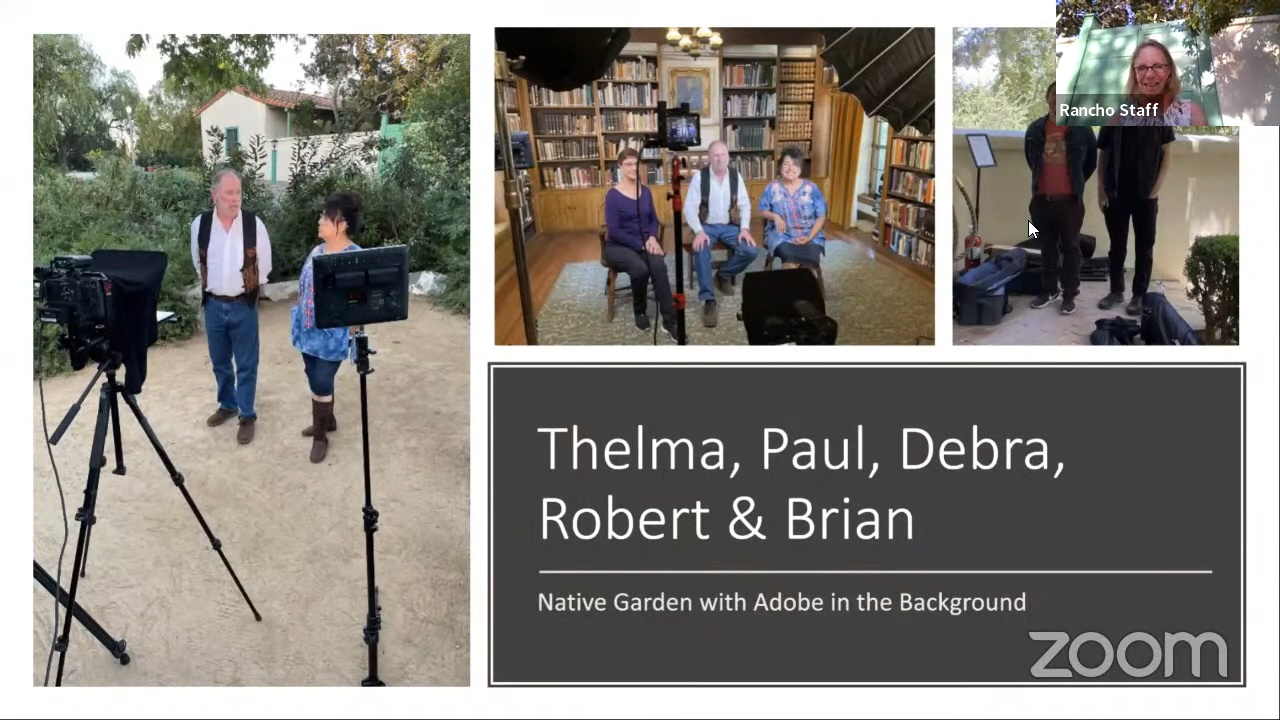 Rancho Staff
Thelma, Paul, Debra,
Robert & Brian
Native Garden with Adobe in the Background
zoom